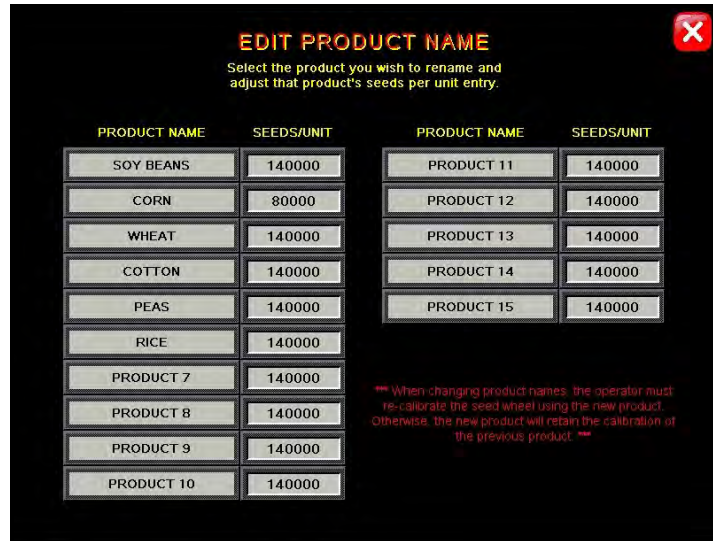 EDIT PRODUCT NAME
Select the product you wish to rename and
adjust that product's seeds per unit entry.
PRODUCT NAME SEEDS/UNIT
SOY BEANS 140000
CORN 80000
WHEAT 140000
COTTON 140000
PEAS 140000
RICE 140000
PRODUCT 7 140000
PRODUCT 8 140000
PRODUCT 9 140000
PRODUCT 10 140000
PRODUCT NAME SEEDS/UNIT
PRODUCT 11 140000
PRODUCT 12 140000
PRODUCT 13 140000
PRODUCT 14 140000
PRODUCT 15 140000
*** When changing product names, the operator must
re-calibrate the seed wheel using the new product.
Otherwise, the new product will retain the calibration of
the previous product. ***